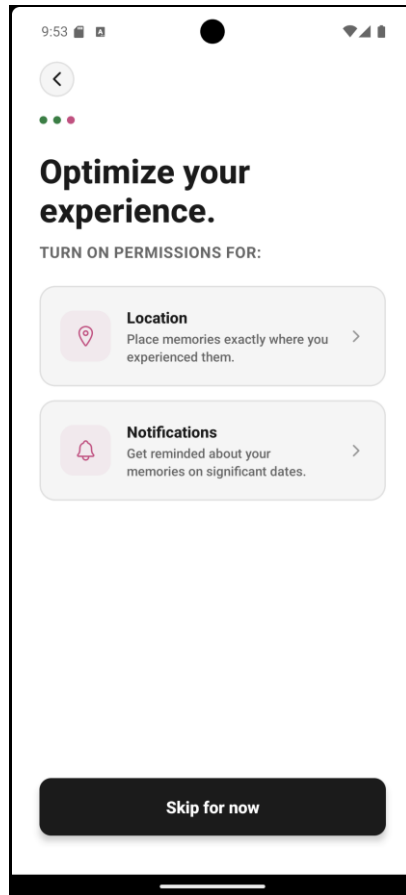 9:53
Optimize your
experience.
TURN ON PERMISSIONS FOR:
Location
Place memories exactly where you
experienced them.
Notifications
Get reminded about your
memories on significant dates.
Skip for now